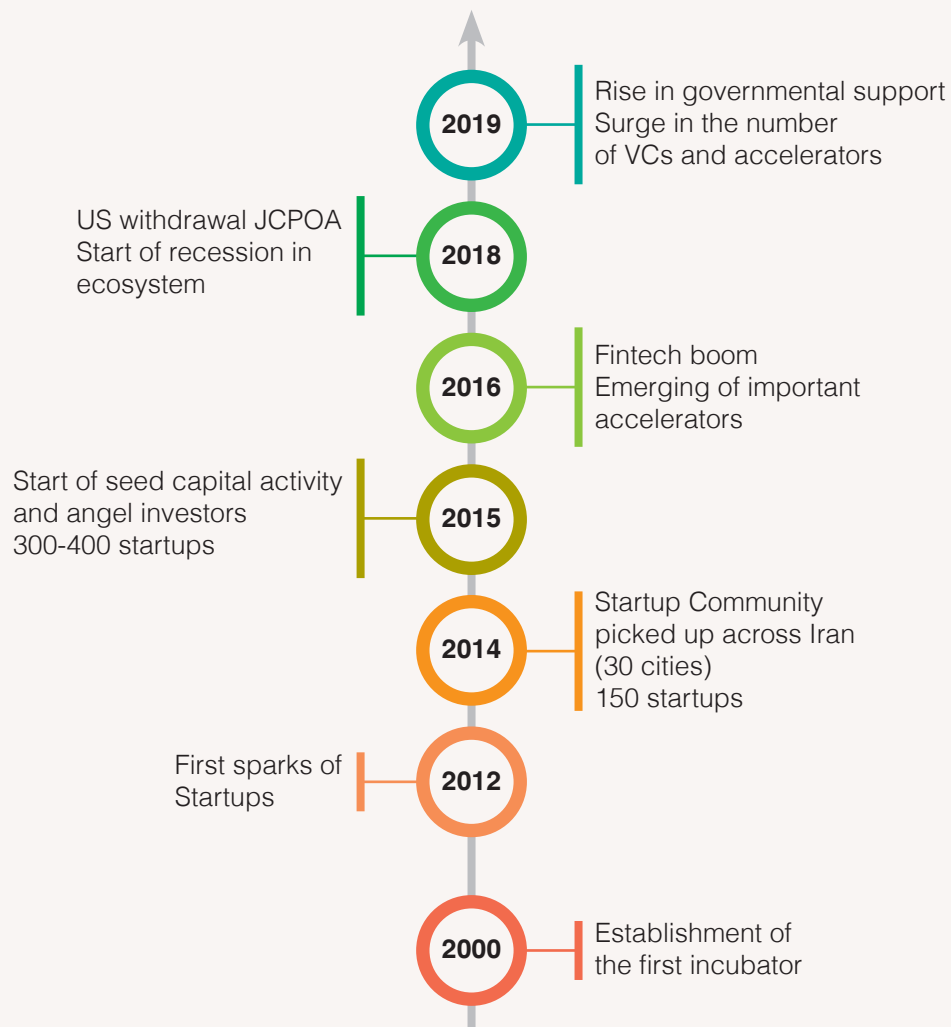 2019
Rise in governmental support
Surge in the number
of VCs and accelerators
US withdrawal JCPOA
Start of recession in
ecosystem
2018
2016
Fintech boom
Emerging of important
accelerators
Start of seed capital activity
and angel investors
300-400 startups
2015
2014
Startup Community
picked up across Iran
(30 cities)
150 startups
First sparks of
Startups
2012
2000
Establishment of
the first incubator